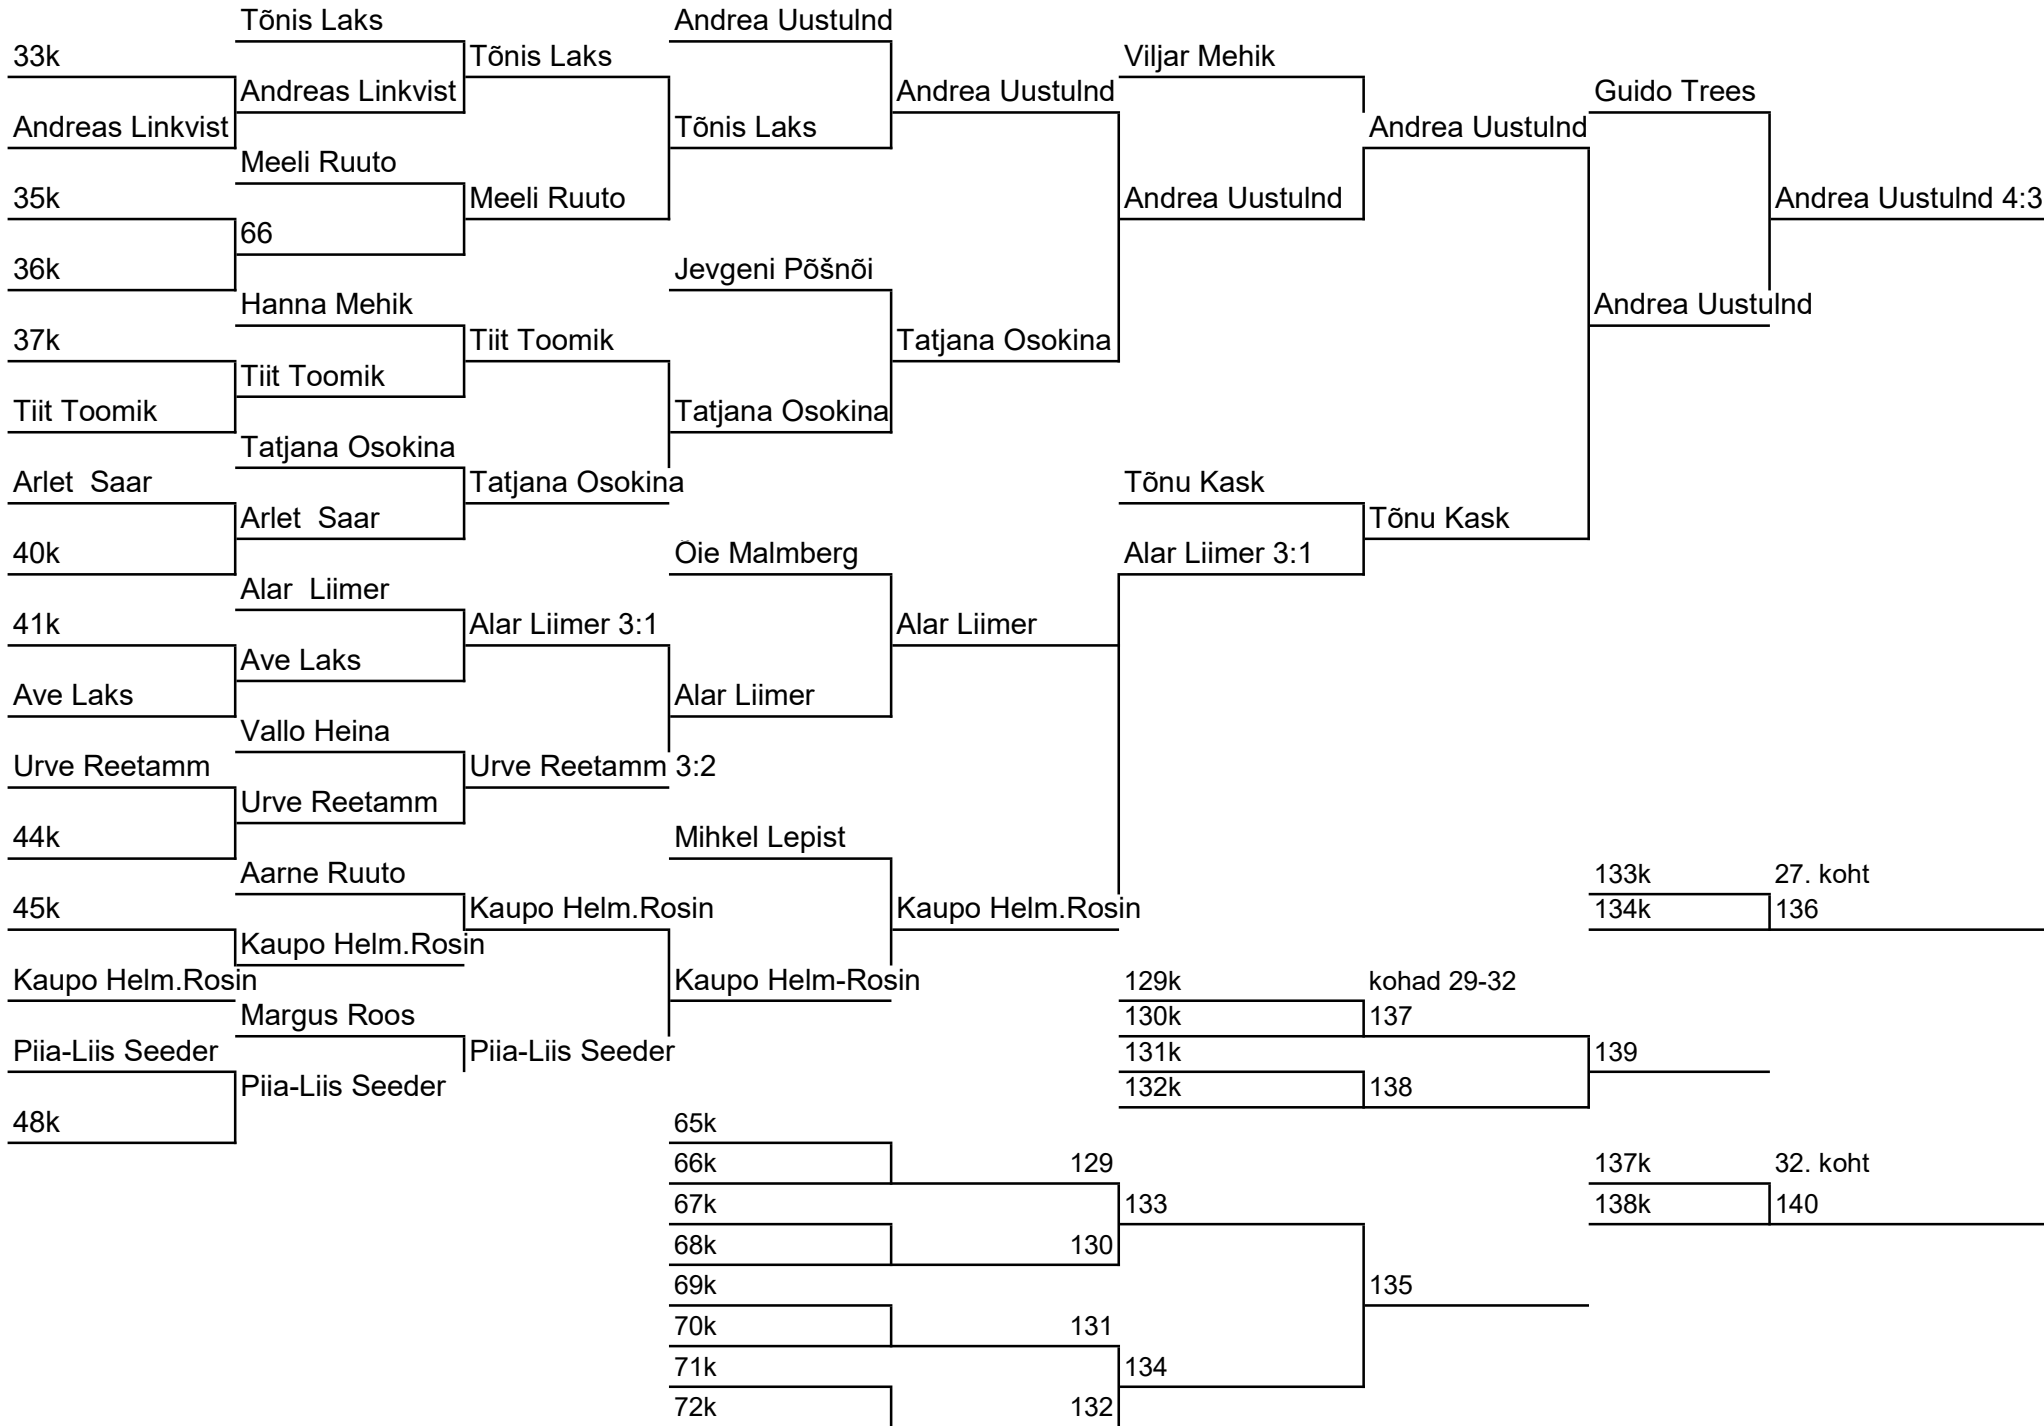 Tõnis Laks
Andrea Uustulnd
33k
Tõnis Laks
Viljar Mehik
Andreas Linkvist
Andrea Uustulnd
Guido Trees
Andreas Linkvist
Tõnis Laks
Andrea Uustulnd
Meeli Ruuto
35k
Meeli Ruuto
Andrea Uustulnd
Andrea Uustulnd 4:3
66
36k
Jevgeni Põšnõi
Hanna Mehik
Andrea Uustulnd
37k
Tiit Toomik
Tatjana Osokina
Tiit Toomik
Tiit Toomik
Tatjana Osokina
Tatjana Osokina
Arlet  Saar
Tatjana Osokina
Tõnu Kask
Arlet  Saar
Tõnu Kask
40k
Öie Malmberg
Alar Liimer 3:1
Alar  Liimer
41k
Alar Liimer 3:1
Alar Liimer
Ave Laks
Ave Laks
Alar Liimer
Vallo Heina
Urve Reetamm
Urve Reetamm 3:2
Urve Reetamm
44k
Mihkel Lepist
Aarne Ruuto
133k
27. koht
45k
Kaupo Helm.Rosin
Kaupo Helm.Rosin
134k
136
Kaupo Helm.Rosin
Kaupo Helm.Rosin
Kaupo Helm-Rosin
129k
kohad 29-32
Margus Roos
130k
137
Piia-Liis Seeder
Piia-Liis Seeder
131k
139
Piia-Liis Seeder
132k
138
48k
65k
66k
129
137k
32. koht
67k
133
138k
140
68k
130
69k
135
70k
131
71k
134
72k
132